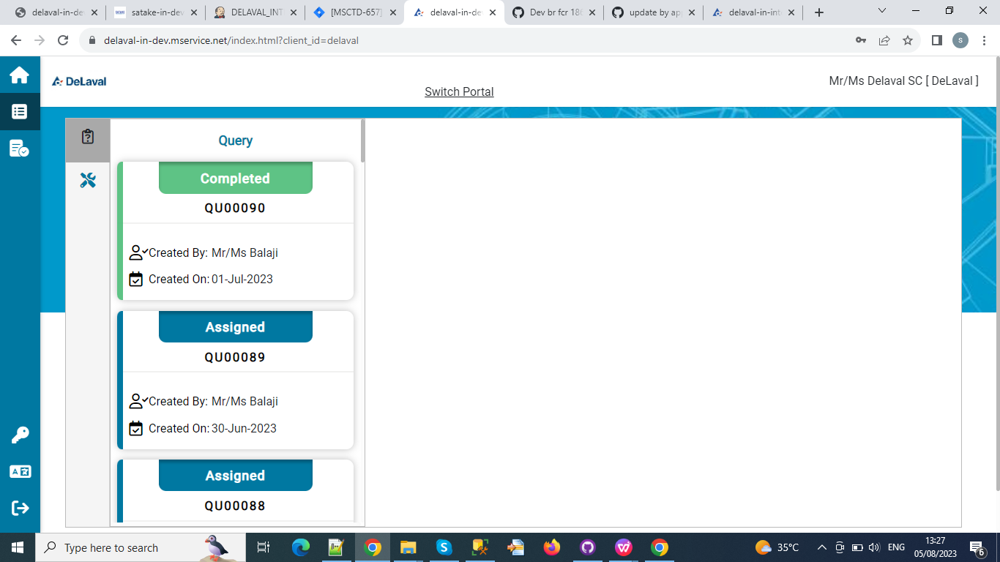 delaval-in-de
satake-in-dev
DELAVAL_INT
[MSCTD-657]
delaval-in-de
Dev br fcr 186
update by ap
delaval-in-int
delaval-in-dev.mservice.net/index.html?client_id=delaval
S
DeLaval
Switch Portal
Mr/Ms Delaval SC [ DeLaval ]
Query
Completed
QU00090
Created By: Mr/Ms Balaji
Created On: 01-Jul-2023
Assigned
QU00089
Created By: Mr/Ms Balaji
Created On: 30-Jun-2023
Assigned
QU00088
A
Type here to search
35°C
ENG
13:27
05/08/2023
6